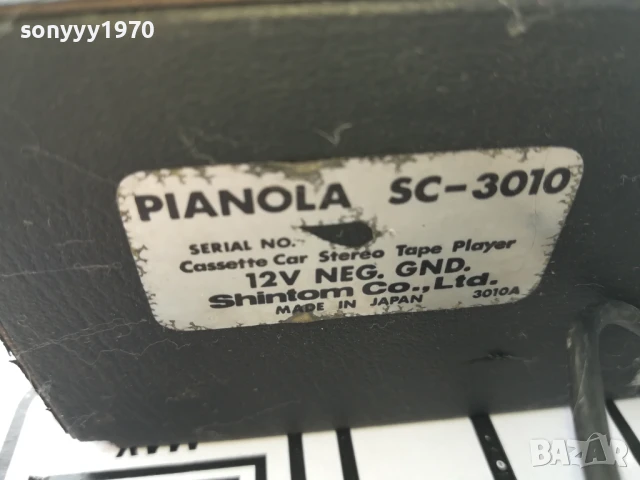 sonyyy1970
PIANOLA SC-3010
SERIAL NO.
Cassette Car Stereo Tape Player
12V NEG. GND.
Shintom Co., Ltd.
MADE IN JAPAN 3010A
MAX
BAZAR